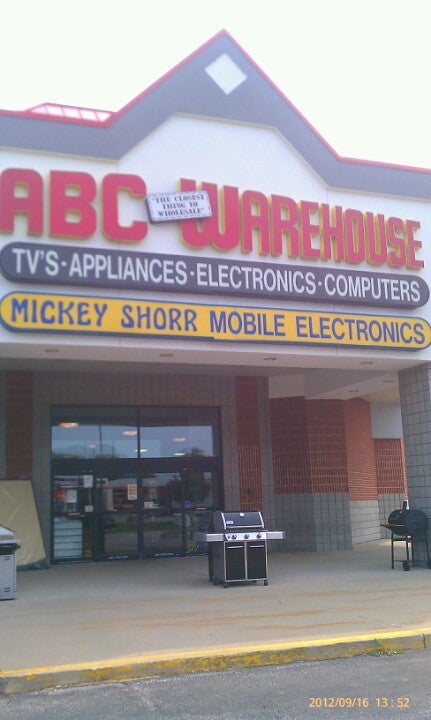 ABC WAREHOUSE
"THE CLOSEST
THING TO
WHOLESALE"
TV'S·APPLIANCES·ELECTRONICS·COMPUTERS
MICKEY SHORR MOBILE ELECTRONICS
2012/09/16 13:52